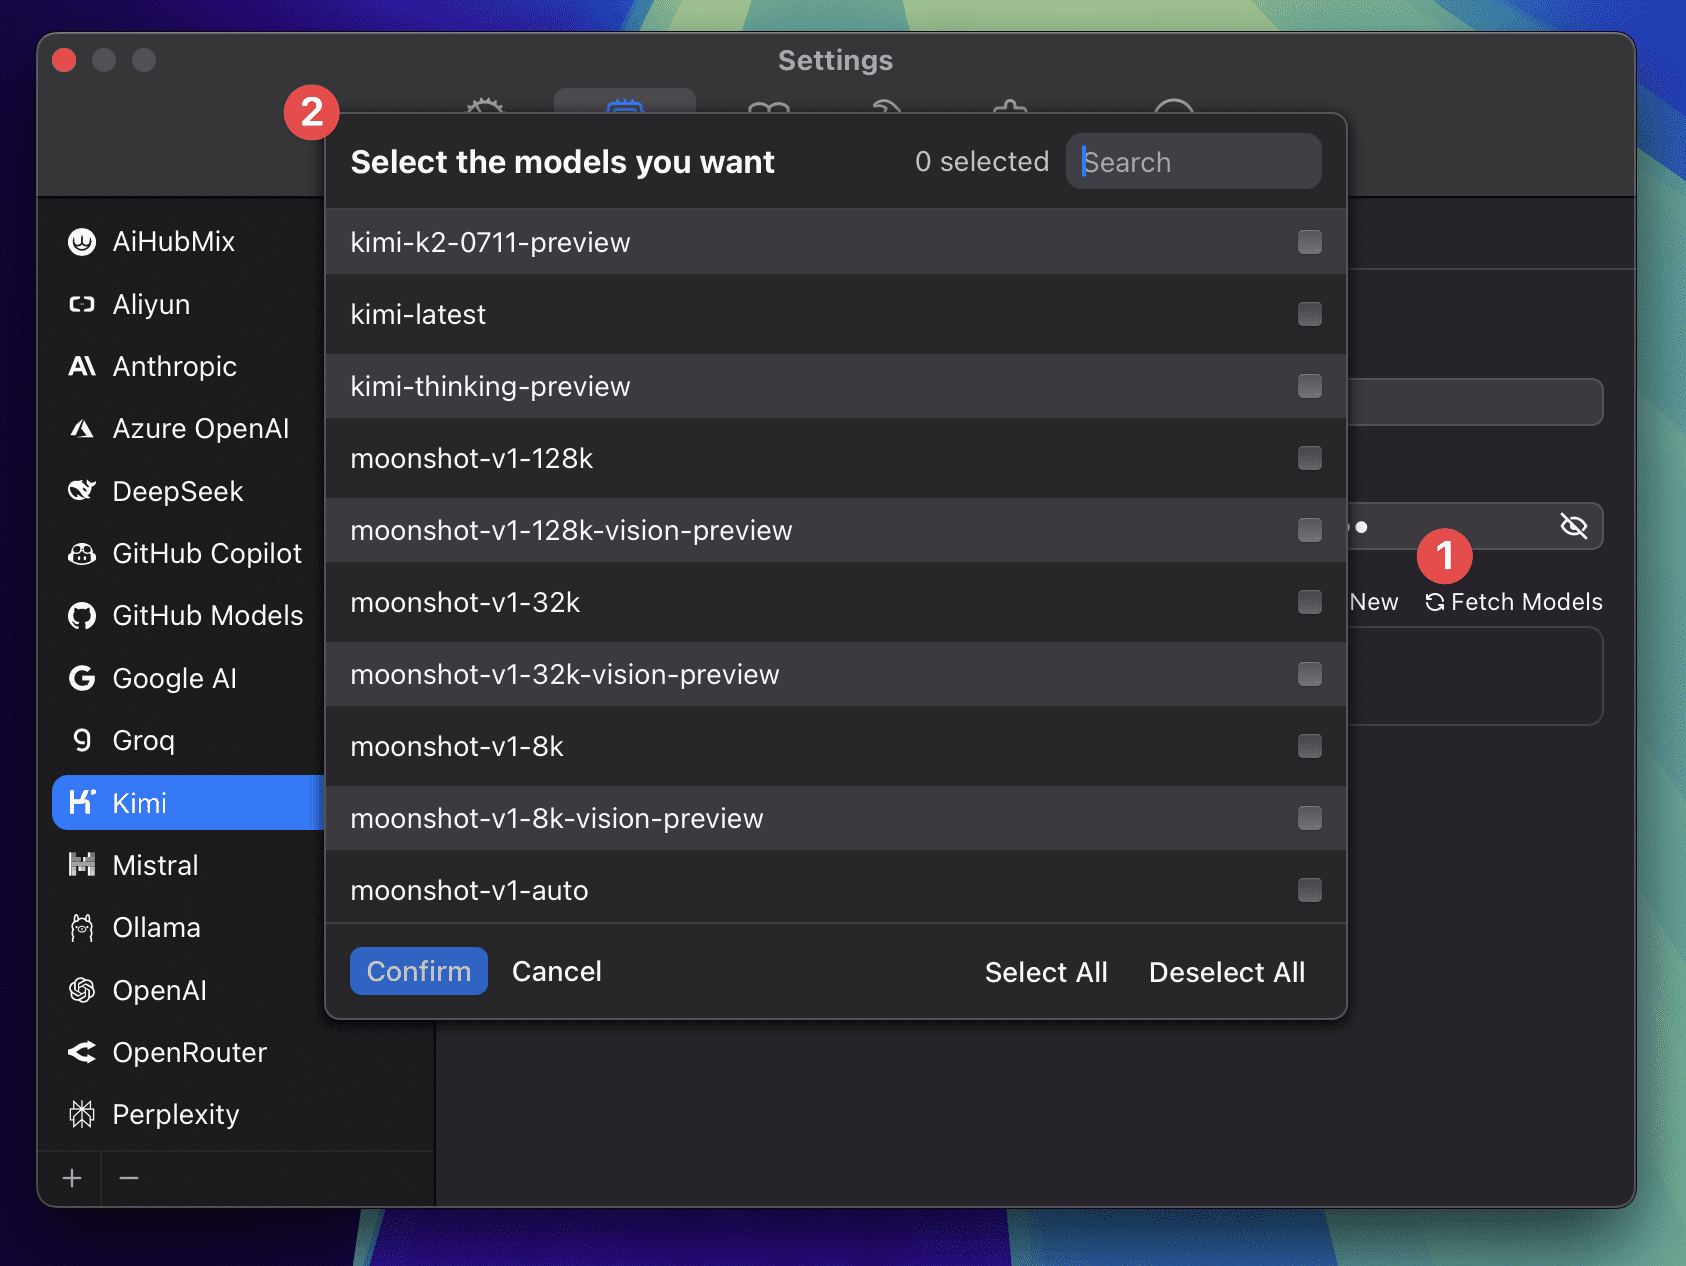 Settings
2
Select the models you want
0 selected
Search
kimi-k2-0711-preview
kimi-latest
kimi-thinking-preview
moonshot-v1-128k
moonshot-v1-128k-vision-preview
moonshot-v1-32k
moonshot-v1-32k-vision-preview
moonshot-v1-8k
moonshot-v1-8k-vision-preview
moonshot-v1-auto
Confirm
Cancel
Select All
Deselect All
AiHubMix
Aliyun
Anthropic
Azure OpenAI
DeepSeek
GitHub Copilot
GitHub Models
Google AI
Groq
Kimi
Mistral
Ollama
OpenAI
OpenRouter
Perplexity
1
New
Fetch Models